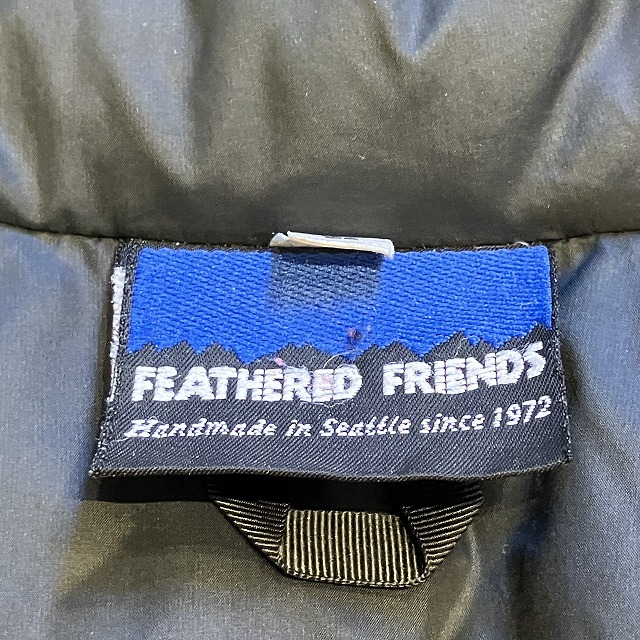 FEATHERED FRIENDS
Handmade in Seattle since 1972